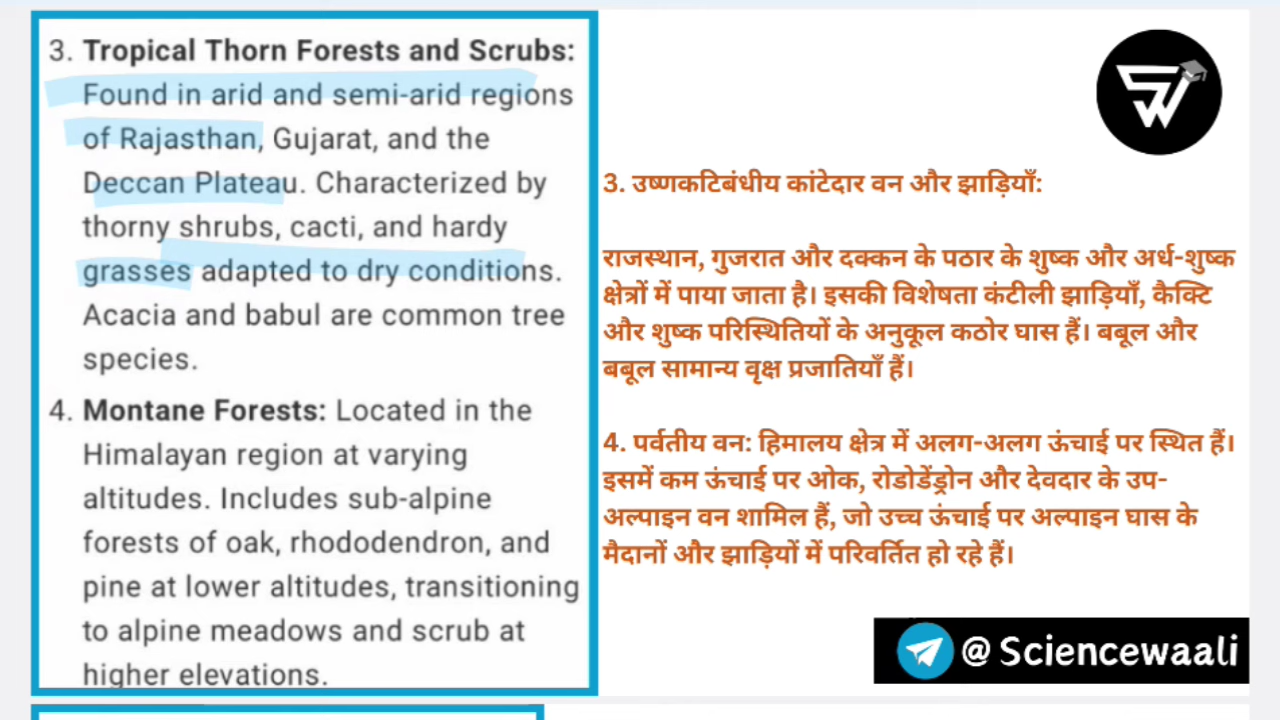 3. Tropical Thorn Forests and Scrubs:
Found in arid and semi-arid regions
of Rajasthan, Gujarat, and the
Deccan Plateau. Characterized by
thorny shrubs, cacti, and hardy
grasses adapted to dry conditions.
Acacia and babul are common tree
species.
4. Montane Forests: Located in the
Himalayan region at varying
altitudes. Includes sub-alpine
forests of oak, rhododendron, and
pine at lower altitudes, transitioning
to alpine meadows and scrub at
higher elevations.
SW
3. उष्णकटिबंधीय कांटेदार वन और झाड़ियाँ:
राजस्थान, गुजरात और दक्कन के पठार के शुष्क और अर्ध-शुष्क
क्षेत्रों में पाया जाता है। इसकी विशेषता कंटीली झाड़ियाँ, कैक्टि
और शुष्क परिस्थितियों के अनुकूल कठोर घास हैं। बबूल और
बबूल सामान्य वृक्ष प्रजातियाँ हैं।
4. पर्वतीय वन: हिमालय क्षेत्र में अलग-अलग ऊंचाई पर स्थित हैं।
इसमें कम ऊंचाई पर ओक, रोडोडेंड्रोन और देवदार के उप-
अल्पाइन वन शामिल हैं, जो उच्च ऊंचाई पर अल्पाइन घास के
मैदानों और झाड़ियों में परिवर्तित हो रहे हैं।
@ Sciencewaali